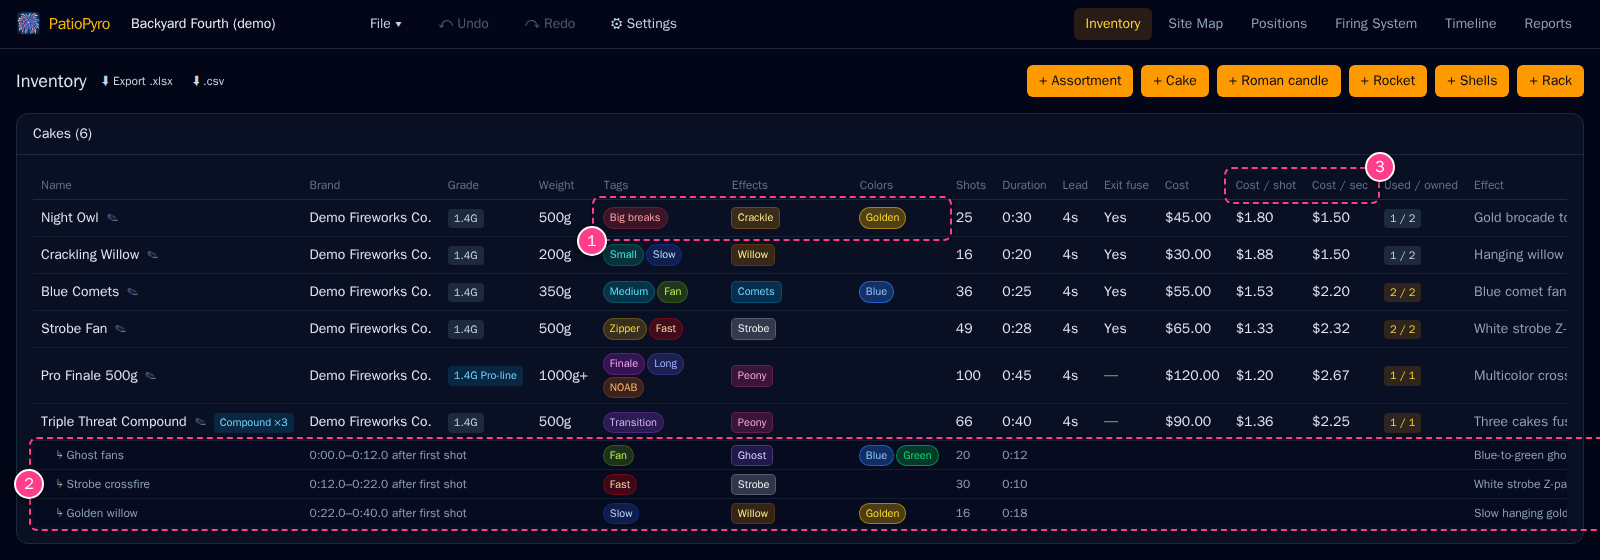 PatioPyro Backyard Fourth (demo) File ▾ Undo Redo Settings Inventory Site Map Positions Firing System Timeline Reports
Inventory Export .xlsx .csv + Assortment + Cake + Roman candle + Rocket + Shells + Rack
Cakes (6)
3
Name Brand Grade Weight Tags Effects Colors Shots Duration Lead Exit fuse Cost Cost / shot Cost / sec Used / owned Effect
Night Owl Demo Fireworks Co. 1.4G 500g Big breaks Crackle Golden 25 0:30 4s Yes $45.00 $1.80 $1.50 1 / 2 Gold brocade to
1
Crackling Willow Demo Fireworks Co. 1.4G 200g Small Slow Willow 16 0:20 4s Yes $30.00 $1.88 $1.50 1 / 2 Hanging willow
Blue Comets Demo Fireworks Co. 1.4G 350g Medium Fan Comets Blue 36 0:25 4s Yes $55.00 $1.53 $2.20 2 / 2 Blue comet fan
Strobe Fan Demo Fireworks Co. 1.4G 500g Zipper Fast Strobe 49 0:28 4s Yes $65.00 $1.33 $2.32 2 / 2 White strobe Z-
Pro Finale 500g Demo Fireworks Co. 1.4G Pro-line 1000g+ Finale Long NOAB Peony 100 0:45 4s — $120.00 $1.20 $2.67 1 / 1 Multicolor cross
Triple Threat Compound Compound ×3 Demo Fireworks Co. 1.4G 500g Transition Peony 66 0:40 4s — $90.00 $1.36 $2.25 1 / 1 Three cakes fus
↳ Ghost fans 0:00.0–0:12.0 after first shot Fan Ghost Blue Green 20 0:12 Blue-to-green gho
2
↳ Strobe crossfire 0:12.0–0:22.0 after first shot Fast Strobe 30 0:10 White strobe Z-pa
↳ Golden willow 0:22.0–0:40.0 after first shot Slow Willow Golden 16 0:18 Slow hanging gold